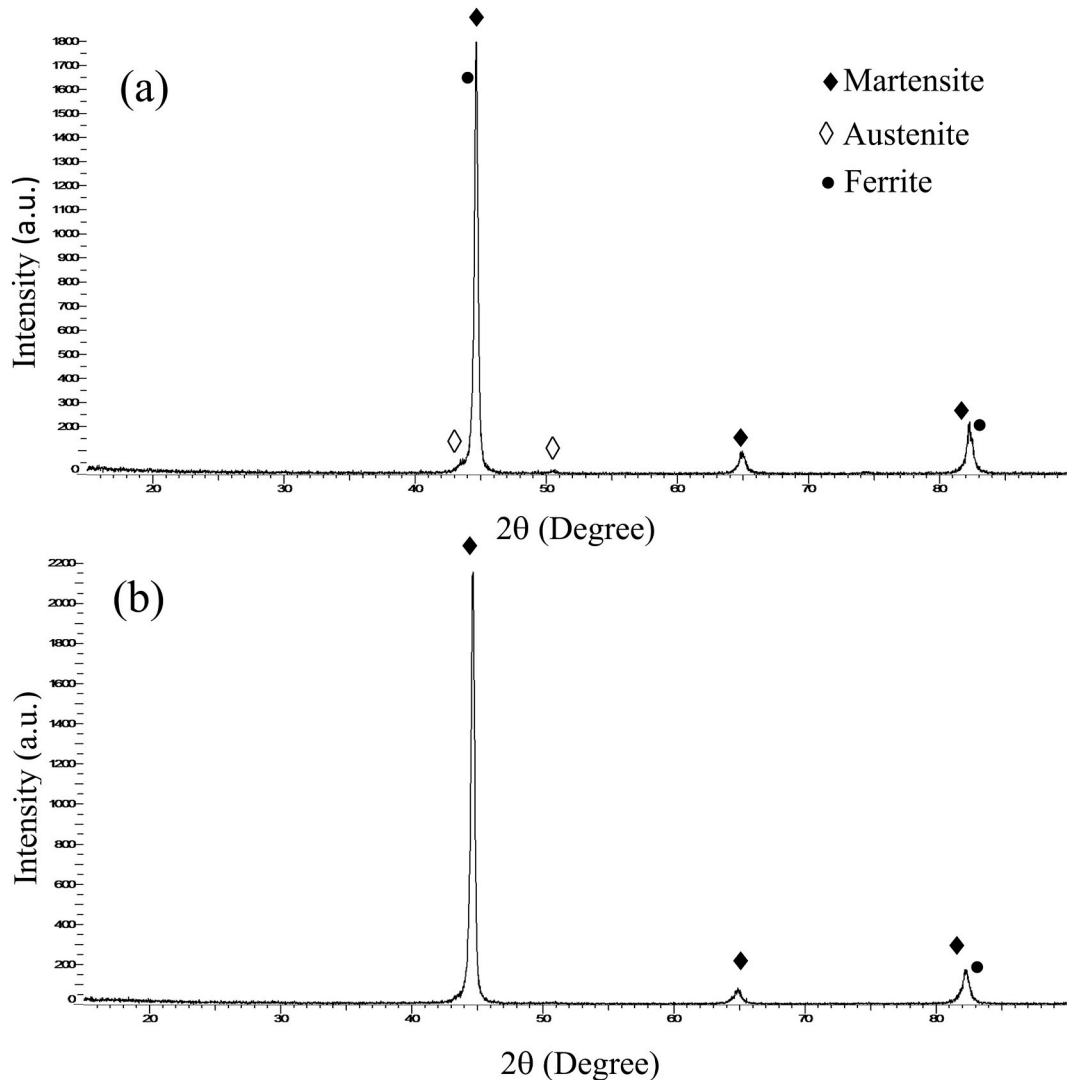 (a)
◆ Martensite
◇ Austenite
● Ferrite
Intensity (a.u.)
1800
1700
1600
1500
1400
1300
1200
1100
1000
900
800
700
600
500
400
300
200
0
20 30 40 50 60 70 80
2θ (Degree)
(b)
Intensity (a.u.)
2200
2000
1800
1600
1400
1200
1000
800
600
400
200
0
20 30 40 50 60 70 80
2θ (Degree)